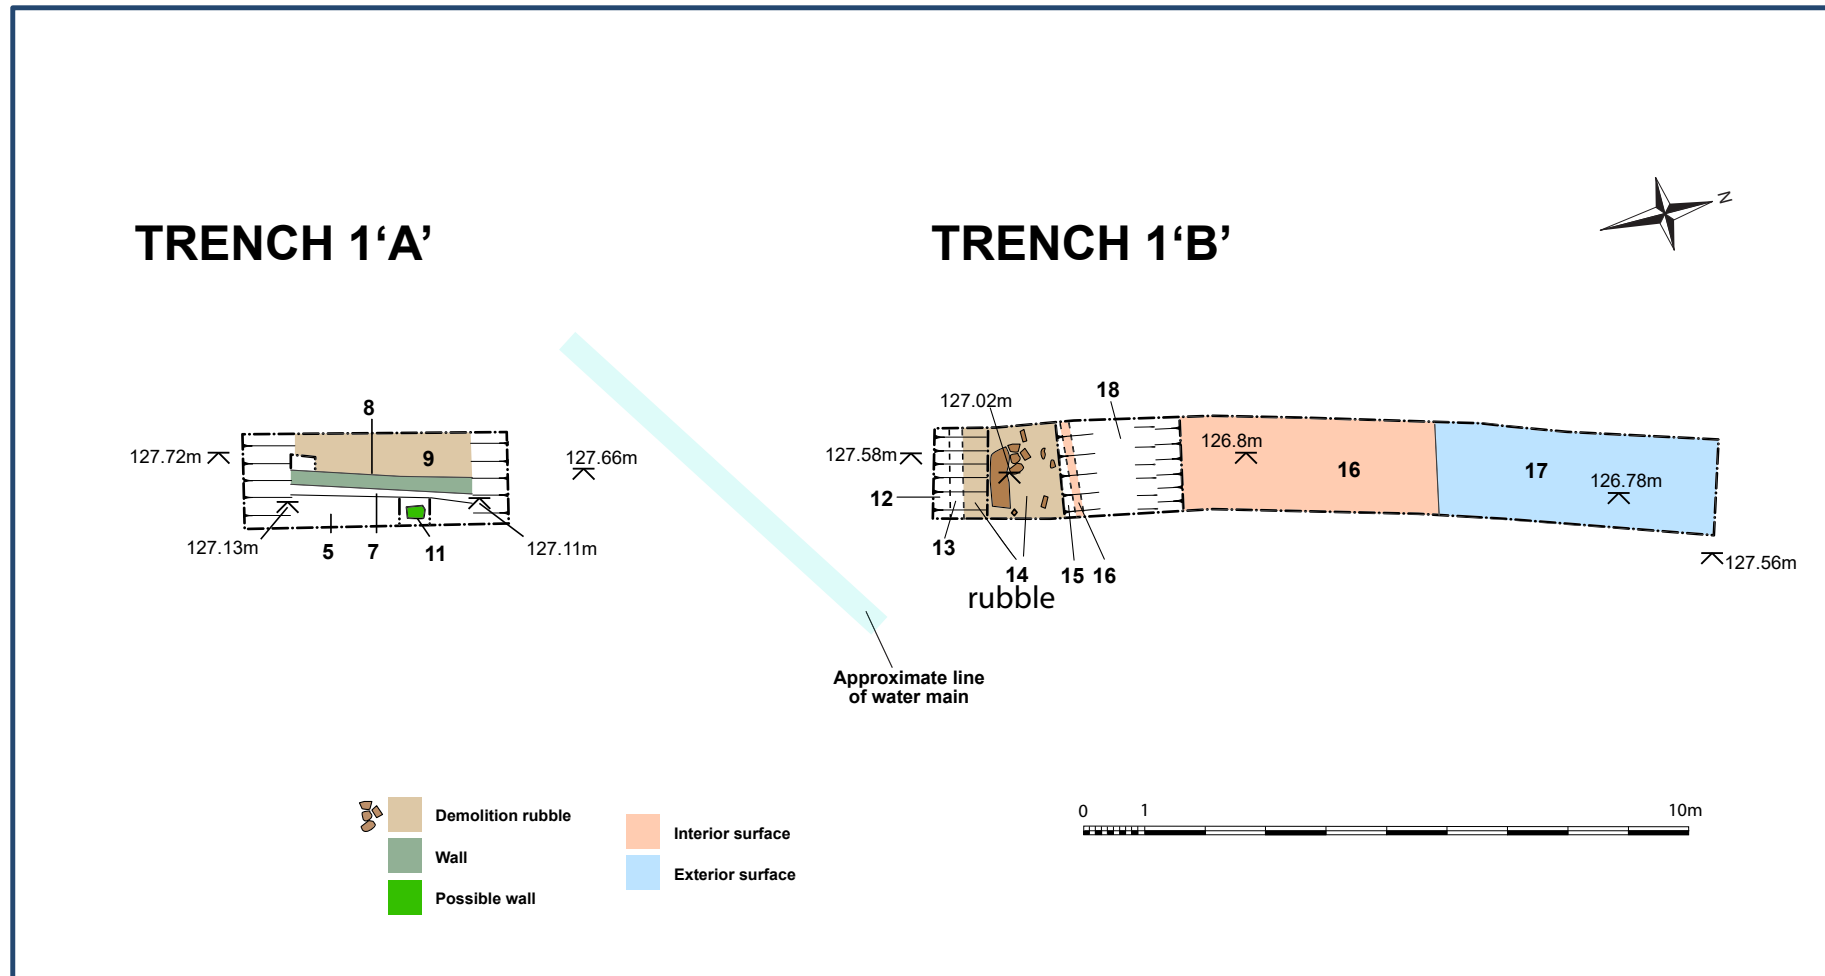 TRENCH 1‘A’
TRENCH 1‘B’
N
8
9
127.72m
127.66m
127.13m
5
7
11
127.11m
127.02m
18
127.58m
12
13
14
15
16
rubble
126.8m
16
17
126.78m
127.56m
Approximate line
of water main
Demolition rubble
Wall
Possible wall
Interior surface
Exterior surface
0
1
10m